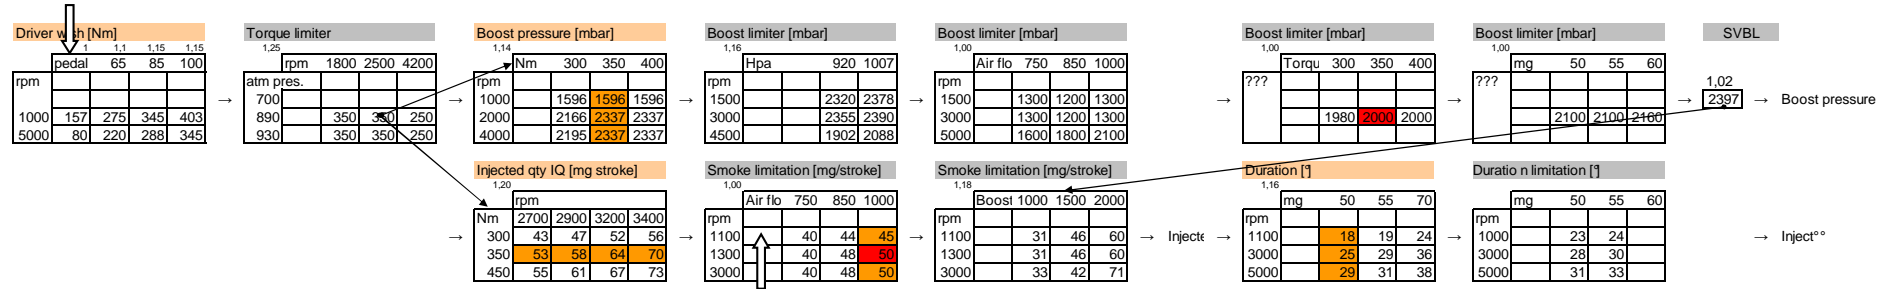 Driver w sh [Nm]
1 1,1 1,15 1,15
pedal 65 85 100
rpm
1000 157 275 345 403
5000 80 220 288 345
→
Torque limiter
1,25
rpm 1800 2500 4200
atm pres.
700
890 350 350 250
930 350 350 250
→
Boost pressure [mbar]
1,14
Nm 300 350 400
rpm
1000 1596 1596 1596
2000 2166 2337 2337
4000 2195 2337 2337
→
Boost limiter [mbar]
1,16
Hpa 920 1007
rpm
1500 2320 2378
3000 2355 2390
4500 1902 2088
→
Boost limiter [mbar]
1,00
Air flo 750 850 1000
rpm
1500 1300 1200 1300
3000 1300 1200 1300
5000 1600 1800 2100
→
Boost limiter [mbar]
1,00
Torqu 300 350 400
???
1980 2000 2000
→
Boost limiter [mbar]
1,00
mg 50 55 60
???
2100 2100 2160
→
SVBL
1,02
2397
→ Boost pressure
Injected qty IQ [mg stroke]
1,20
rpm
Nm 2700 2900 3200 3400
300 43 47 52 56
350 53 58 64 70
450 55 61 67 73
→
Smoke limitation [mg/stroke]
1,00
Air flo 750 850 1000
rpm
1100 40 44 45
1300 40 48 50
3000 40 48 50
→
Smoke limitation [mg/stroke]
1,18
Boost 1000 1500 2000
rpm
1100 31 46 60
1300 31 46 60
3000 33 42 71
→ Injecte →
Duration [°]
1,16
mg 50 55 70
rpm
1100 18 19 24
3000 25 29 36
5000 29 31 38
→
Duratio n limitation [°]
mg 50 55 60
rpm
1000 23 24
3000 28 30
5000 31 33
→ Inject°°